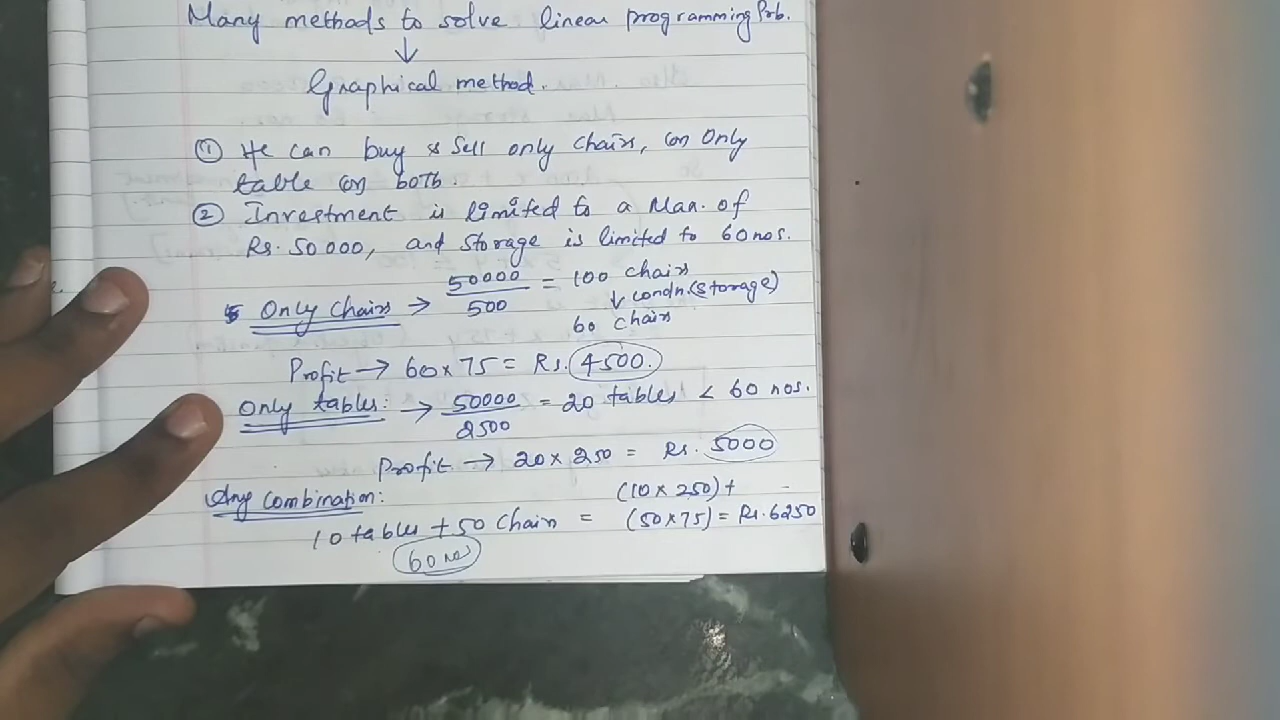 Many methods to solve linear programming Prb.
↓
Graphical method.
① He can buy & Sell only chairs, or Only
table or both.
② Investment is limited to a Max. of
Rs. 50000, and storage is limited to 60 nos.
Only Chairs → 50000/500 = 100 chairs
↓ condn. (storage)
60 chairs
Profit → 60 x 75 = Rs. 4500.
Only tables: → 50000/2500 = 20 tables < 60 nos.
Profit → 20 x 250 = Rs. 5000
Any Combination:
10 tables + 50 Chair = (10 x 250) + (50 x 75) = Rs. 6250
60 nos